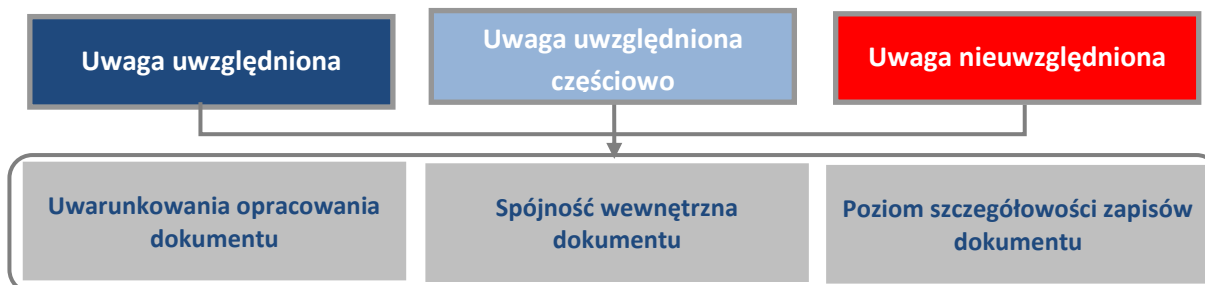 Uwaga uwzględniona
Uwaga uwzględniona
częściowo
Uwaga nieuwzględniona
Uwarunkowania opracowania
dokumentu
Spójność wewnętrzna
dokumentu
Poziom szczegółowości zapisów
dokumentu